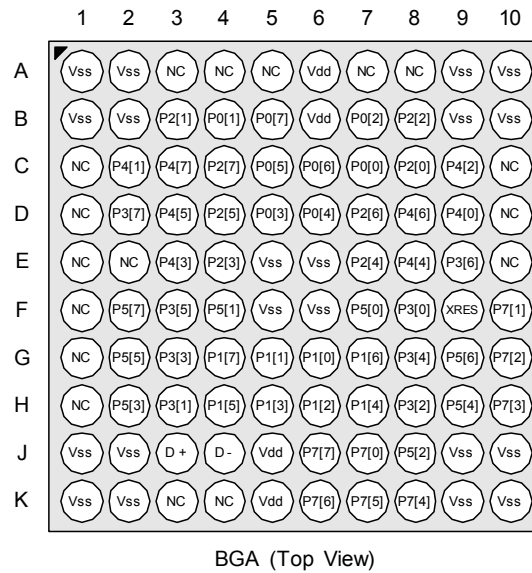 1 2 3 4 5 6 7 8 9 10
A Vss Vss NC NC NC Vdd NC NC Vss Vss
B Vss Vss P2[1] P0[1] P0[7] Vdd P0[2] P2[2] Vss Vss
C NC P4[1] P4[7] P2[7] P0[5] P0[6] P0[0] P2[0] P4[2] NC
D NC P3[7] P4[5] P2[5] P0[3] P0[4] P2[6] P4[6] P4[0] NC
E NC NC P4[3] P2[3] Vss Vss P2[4] P4[4] P3[6] NC
F NC P5[7] P3[5] P5[1] Vss Vss P5[0] P3[0] XRES P7[1]
G NC P5[5] P3[3] P1[7] P1[1] P1[0] P1[6] P3[4] P5[6] P7[2]
H NC P5[3] P3[1] P1[5] P1[3] P1[2] P1[4] P3[2] P5[4] P7[3]
J Vss Vss D + D - Vdd P7[7] P7[0] P5[2] Vss Vss
K Vss Vss NC NC Vdd P7[6] P7[5] P7[4] Vss Vss
BGA (Top View)